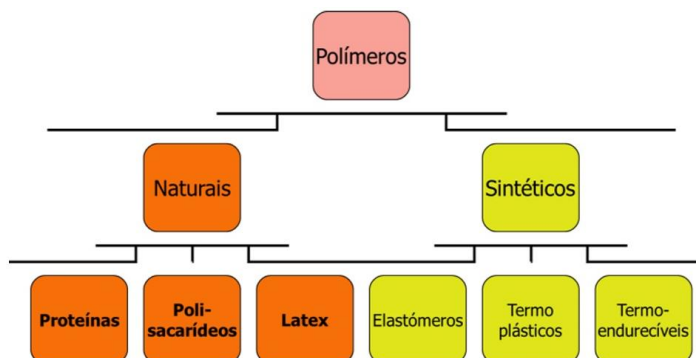 Polímeros
Naturais
Sintéticos
Proteínas
Poli-
sacarídeos
Latex
Elastómeros
Termo
plásticos
Termo-
endurecíveis